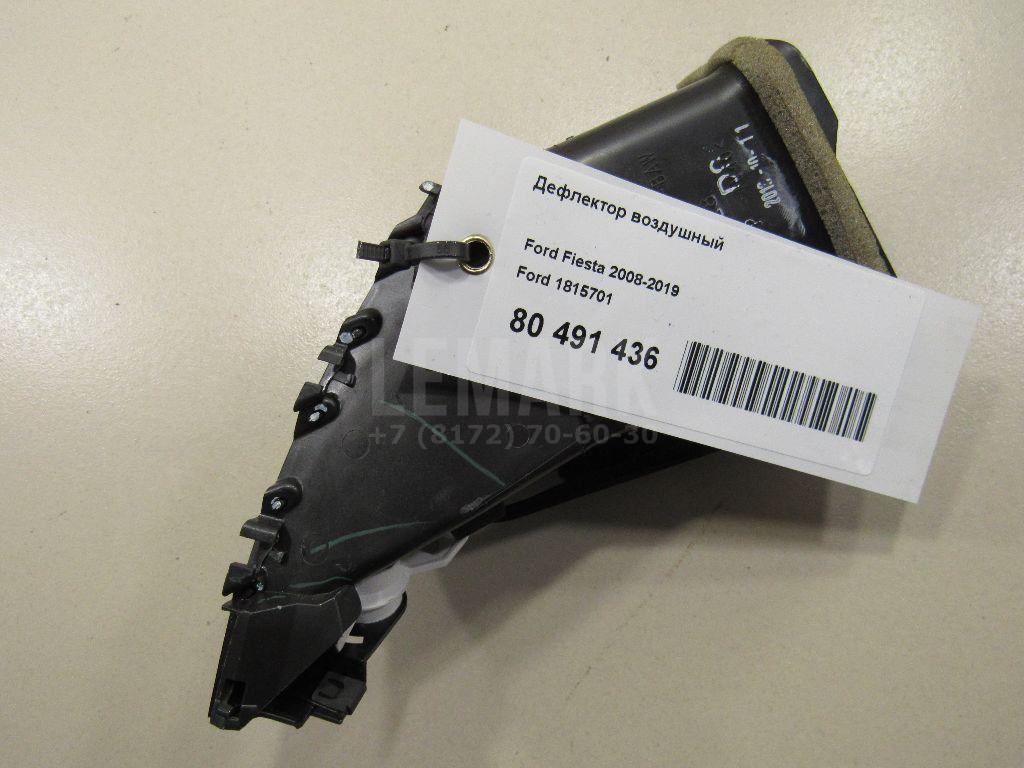 Дефлектор воздушный
Ford Fiesta 2008-2019
Ford 1815701
80 491 436
LEMARK
+7 (8172) 70-60-30